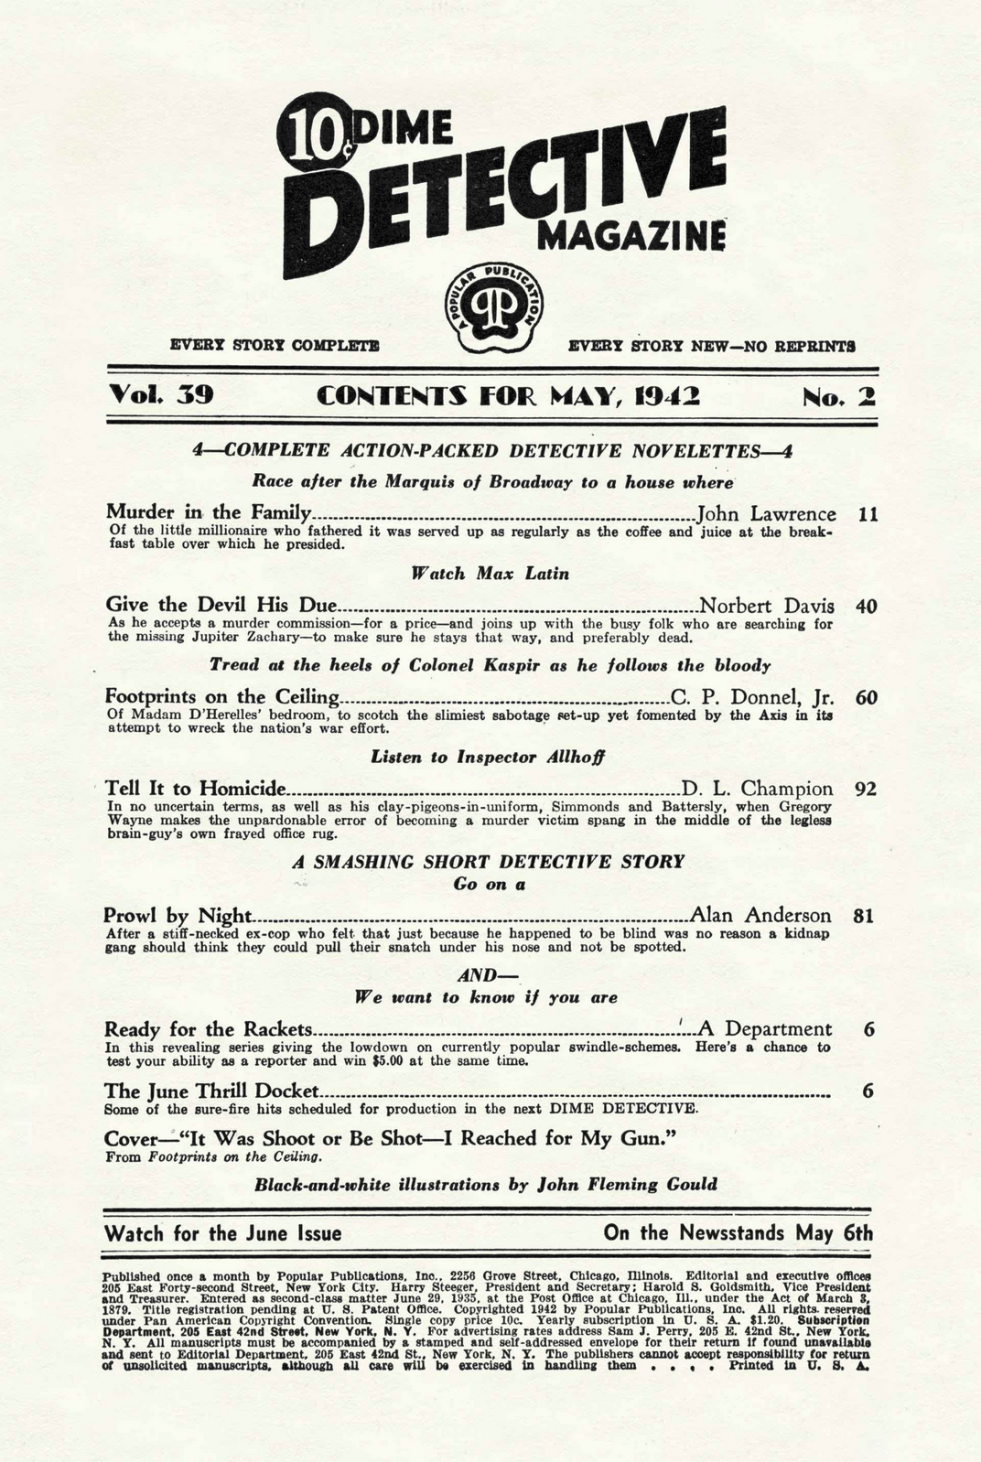 10¢ DIME
DETECTIVE
MAGAZINE
A POPULAR PUBLICATION
EVERY STORY COMPLETE
EVERY STORY NEW—NO REPRINTS
Vol. 39 CONTENTS FOR MAY, 1942 No. 2
4—COMPLETE ACTION-PACKED DETECTIVE NOVELETTES—4
Race after the Marquis of Broadway to a house where
Murder in the Family....................John Lawrence 11
Of the little millionaire who fathered it was served up as regularly as the coffee and juice at the break-
fast table over which he presided.
Watch Max Latin
Give the Devil His Due....................Norbert Davis 40
As he accepts a murder commission—for a price—and joins up with the busy folk who are searching for
the missing Jupiter Zachary—to make sure he stays that way, and preferably dead.
Tread at the heels of Colonel Kaspir as he follows the bloody
Footprints on the Ceiling....................C. P. Donnel, Jr. 60
Of Madam D'Herelles' bedroom, to scotch the slimiest sabotage set-up yet fomented by the Axis in its
attempt to wreck the nation's war effort.
Listen to Inspector Allhoff
Tell It to Homicide....................D. L. Champion 92
In no uncertain terms, as well as his clay-pigeons-in-uniform, Simmonds and Battersly, when Gregory
Wayne makes the unpardonable error of becoming a murder victim spang in the middle of the legless
brain-guy's own frayed office rug.
A SMASHING SHORT DETECTIVE STORY
Go on a
Prowl by Night....................Alan Anderson 81
After a stiff-necked ex-cop who felt that just because he happened to be blind was no reason a kidnap
gang should think they could pull their snatch under his nose and not be spotted.
AND—
We want to know if you are
Ready for the Rackets....................A Department 6
In this revealing series giving the lowdown on currently popular swindle-schemes. Here's a chance to
test your ability as a reporter and win $5.00 at the same time.
The June Thrill Docket.................... 6
Some of the sure-fire hits scheduled for production in the next DIME DETECTIVE.
Cover—"It Was Shoot or Be Shot—I Reached for My Gun."
From Footprints on the Ceiling.
Black-and-white illustrations by John Fleming Gould
Watch for the June Issue On the Newsstands May 6th
Published once a month by Popular Publications, Inc., 2256 Grove Street, Chicago, Illinois. Editorial and executive offices
205 East Forty-second Street, New York City. Harry Steeger, President and Secretary; Harold S. Goldsmith, Vice President
and Treasurer. Entered as second-class matter June 29, 1935, at the Post Office at Chicago, Ill., under the Act of March 3,
1879. Title registration pending at U. S. Patent Office. Copyrighted 1942 by Popular Publications, Inc. All rights reserved
under Pan American Copyright Convention. Single copy price 10c. Yearly subscription in U. S. A. $1.20. Subscription
Department, 205 East 42nd Street, New York, N. Y. For advertising rates address Sam J. Perry, 205 E. 42nd St., New York,
N. Y. All manuscripts must be accompanied by a stamped and self-addressed envelope for their return if found unavailable
and sent to Editorial Department, 205 East 42nd St., New York, N. Y. The publishers cannot accept responsibility for return
of unsolicited manuscripts, although all care will be exercised in handling them . . . . Printed in U. S. A.